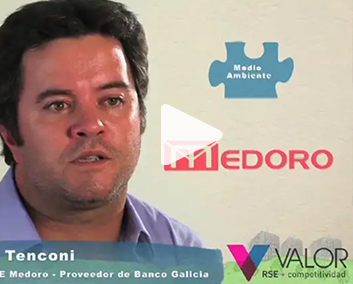 Medio
Ambiente
MEDORO
Tenconi
E Medoro - Proveedor de Banco Galicia
VALOR
RSE + competitividad